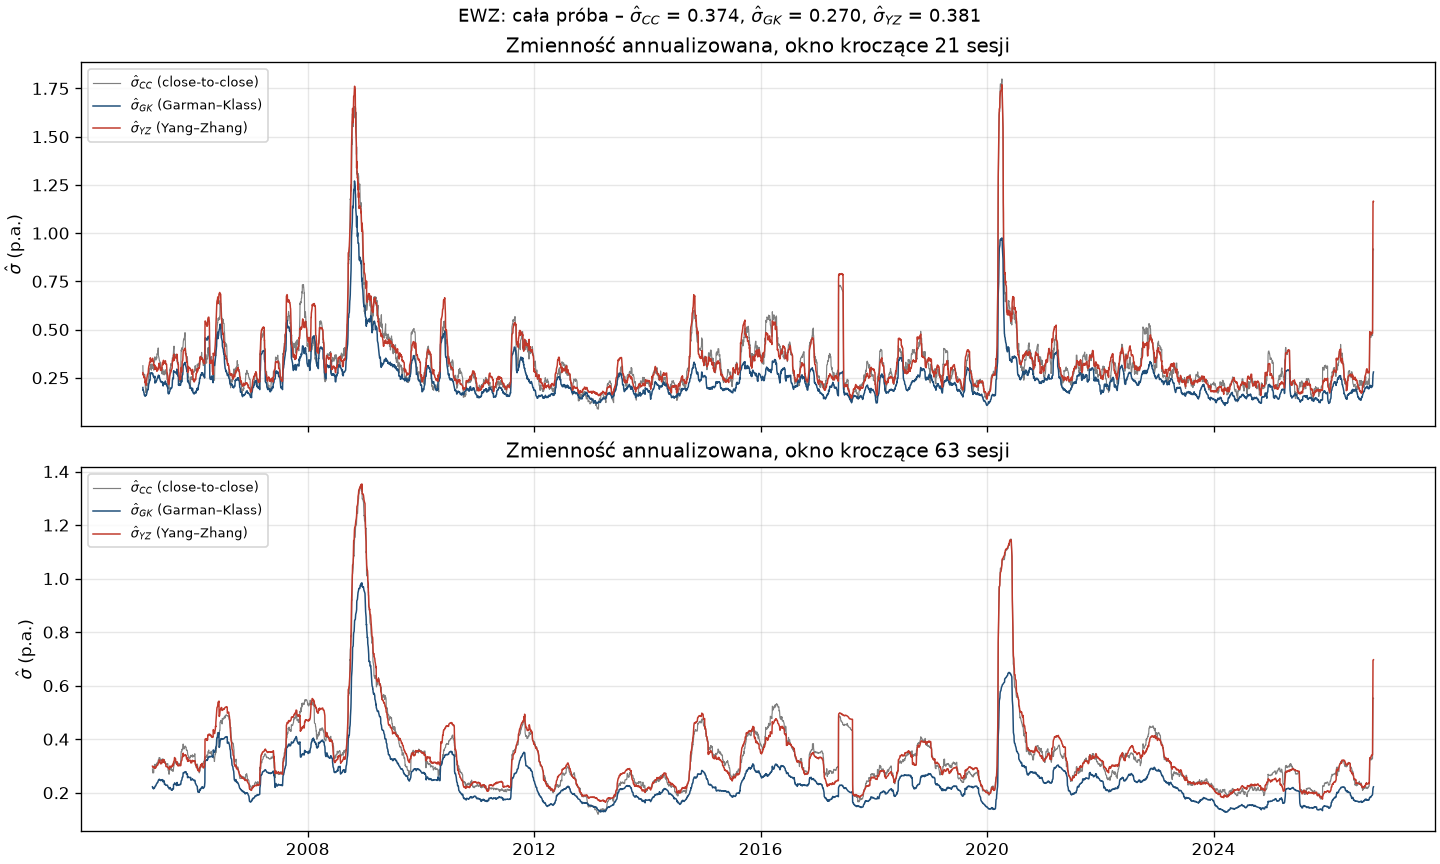 EWZ: cała próba – σ̂CC = 0.374, σ̂GK = 0.270, σ̂YZ = 0.381
Zmienność annualizowana, okno kroczące 21 sesji
σ̂CC (close-to-close)
σ̂GK (Garman–Klass)
σ̂YZ (Yang–Zhang)
1.75
1.50
1.25
1.00
0.75
0.50
0.25
σ̂ (p.a.)
Zmienność annualizowana, okno kroczące 63 sesji
σ̂CC (close-to-close)
σ̂GK (Garman–Klass)
σ̂YZ (Yang–Zhang)
1.4
1.2
1.0
0.8
0.6
0.4
0.2
σ̂ (p.a.)
2008 2012 2016 2020 2024